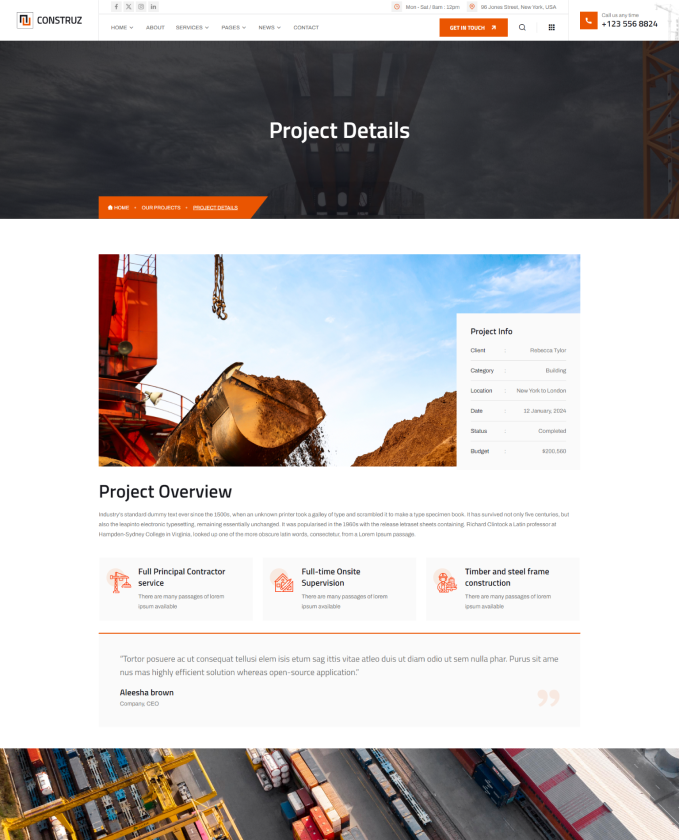 CONSTRUZ
Mon - Sat / 8am : 12pm
98 Jones Street, New York, USA
HOME
ABOUT
SERVICES
PAGES
NEWS
CONTACT
GET IN TOUCH
Call us any time
+123 556 8824
Project Details
HOME • OUR PROJECTS • PROJECT DETAILS
Project Info
Client : Rebecca Tylor
Category : Building
Location : New York to London
Date : 12 January, 2024
Status : Completed
Budget : $200,560
Project Overview
Industry's standard dummy text ever since the 1500s, when an unknown printer took a galley of type and scrambled it to make a type specimen book. It has survived not only five centuries, but
also the leapinto electronic typesetting, remaining essentially unchanged. It was popularised in the 1960s with the release letraset sheets containing. Richard Clintock a Latin professor at
Hampden-Sydney College in Virginia, looked up one of the more obscure latin words, consectetur, from a Lorem Ipsum passage.
Full Principal Contractor
service
There are many passages of lorem
ipsum available
Full-time Onsite
Supervision
There are many passages of lorem
ipsum available
Timber and steel frame
construction
There are many passages of lorem
ipsum available
"Tortor posuere ac ut consequat tellusi elem isis etum sag ittis vitae atleo duis ut diam odio ut sem nulla phar. Purus sit ame
nus mas highly efficient solution whereas open-source application."
Aleesha brown
Company, CEO